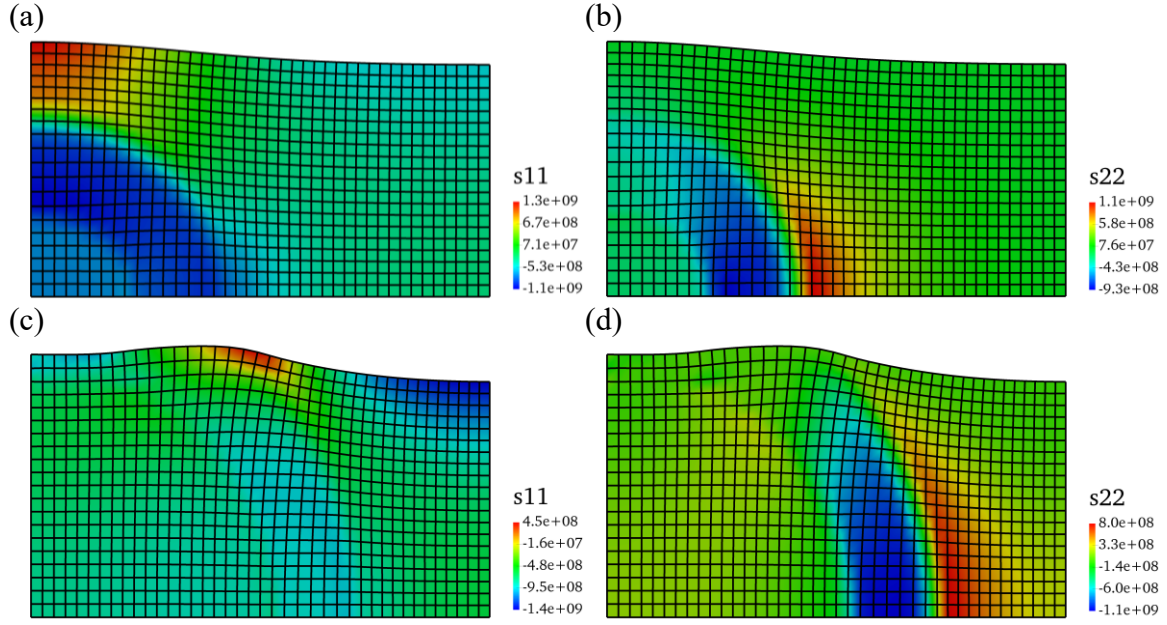 (a)
s11
1.3e+09
6.7e+08
7.1e+07
-5.3e+08
-1.1e+09
(b)
s22
1.1e+09
5.8e+08
7.6e+07
-4.3e+08
-9.3e+08
(c)
s11
4.5e+08
-1.6e+07
-4.8e+08
-9.5e+08
-1.4e+09
(d)
s22
8.0e+08
3.3e+08
-1.4e+08
-6.0e+08
-1.1e+09